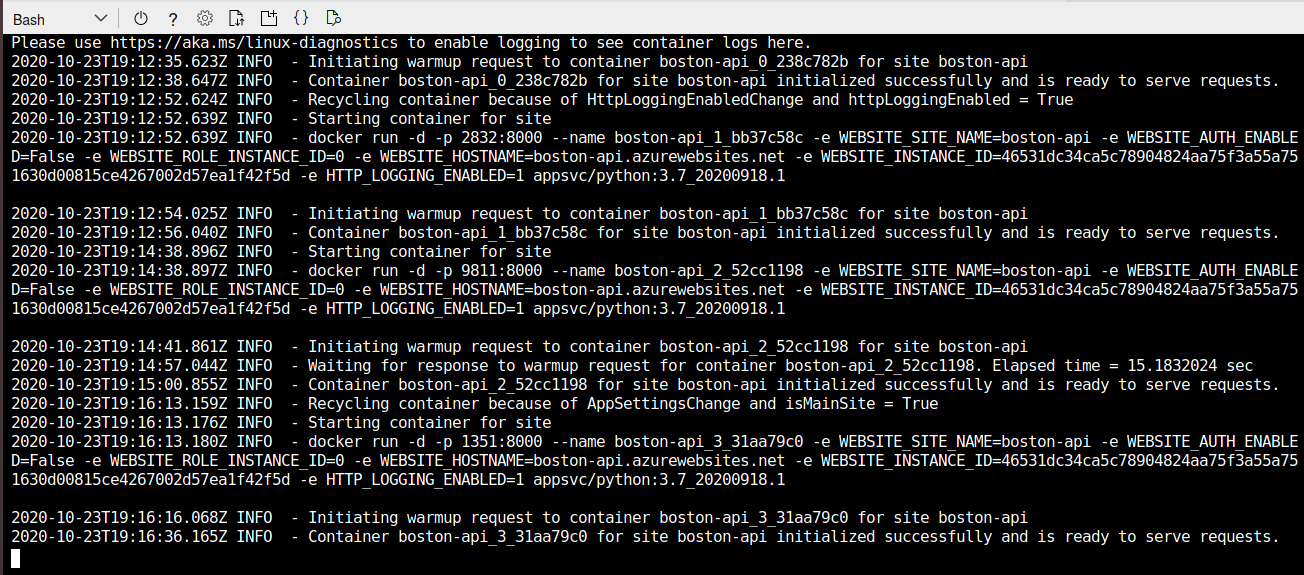 Bash
?
{}
Please use https://aka.ms/linux-diagnostics to enable logging to see container logs here.
2020-10-23T19:12:35.623Z INFO  - Initiating warmup request to container boston-api_0_238c782b for site boston-api
2020-10-23T19:12:38.647Z INFO  - Container boston-api_0_238c782b for site boston-api initialized successfully and is ready to serve requests.
2020-10-23T19:12:52.624Z INFO  - Recycling container because of HttpLoggingEnabledChange and httpLoggingEnabled = True
2020-10-23T19:12:52.639Z INFO  - Starting container for site
2020-10-23T19:12:52.639Z INFO  - docker run -d -p 2832:8000 --name boston-api_1_bb37c58c -e WEBSITE_SITE_NAME=boston-api -e WEBSITE_AUTH_ENABLE
D=False -e WEBSITE_ROLE_INSTANCE_ID=0 -e WEBSITE_HOSTNAME=boston-api.azurewebsites.net -e WEBSITE_INSTANCE_ID=46531dc34ca5c78904824aa75f3a55a75
1630d00815ce4267002d57ea1f42f5d -e HTTP_LOGGING_ENABLED=1 appsvc/python:3.7_20200918.1
2020-10-23T19:12:54.025Z INFO  - Initiating warmup request to container boston-api_1_bb37c58c for site boston-api
2020-10-23T19:12:56.040Z INFO  - Container boston-api_1_bb37c58c for site boston-api initialized successfully and is ready to serve requests.
2020-10-23T19:14:38.896Z INFO  - Starting container for site
2020-10-23T19:14:38.897Z INFO  - docker run -d -p 9811:8000 --name boston-api_2_52cc1198 -e WEBSITE_SITE_NAME=boston-api -e WEBSITE_AUTH_ENABLE
D=False -e WEBSITE_ROLE_INSTANCE_ID=0 -e WEBSITE_HOSTNAME=boston-api.azurewebsites.net -e WEBSITE_INSTANCE_ID=46531dc34ca5c78904824aa75f3a55a75
1630d00815ce4267002d57ea1f42f5d -e HTTP_LOGGING_ENABLED=1 appsvc/python:3.7_20200918.1
2020-10-23T19:14:41.861Z INFO  - Initiating warmup request to container boston-api_2_52cc1198 for site boston-api
2020-10-23T19:14:57.044Z INFO  - Waiting for response to warmup request for container boston-api_2_52cc1198. Elapsed time = 15.1832024 sec
2020-10-23T19:15:00.855Z INFO  - Container boston-api_2_52cc1198 for site boston-api initialized successfully and is ready to serve requests.
2020-10-23T19:16:13.159Z INFO  - Recycling container because of AppSettingsChange and isMainSite = True
2020-10-23T19:16:13.176Z INFO  - Starting container for site
2020-10-23T19:16:13.180Z INFO  - docker run -d -p 1351:8000 --name boston-api_3_31aa79c0 -e WEBSITE_SITE_NAME=boston-api -e WEBSITE_AUTH_ENABLE
D=False -e WEBSITE_ROLE_INSTANCE_ID=0 -e WEBSITE_HOSTNAME=boston-api.azurewebsites.net -e WEBSITE_INSTANCE_ID=46531dc34ca5c78904824aa75f3a55a75
1630d00815ce4267002d57ea1f42f5d -e HTTP_LOGGING_ENABLED=1 appsvc/python:3.7_20200918.1
2020-10-23T19:16:16.068Z INFO  - Initiating warmup request to container boston-api_3_31aa79c0 for site boston-api
2020-10-23T19:16:36.165Z INFO  - Container boston-api_3_31aa79c0 for site boston-api initialized successfully and is ready to serve requests.